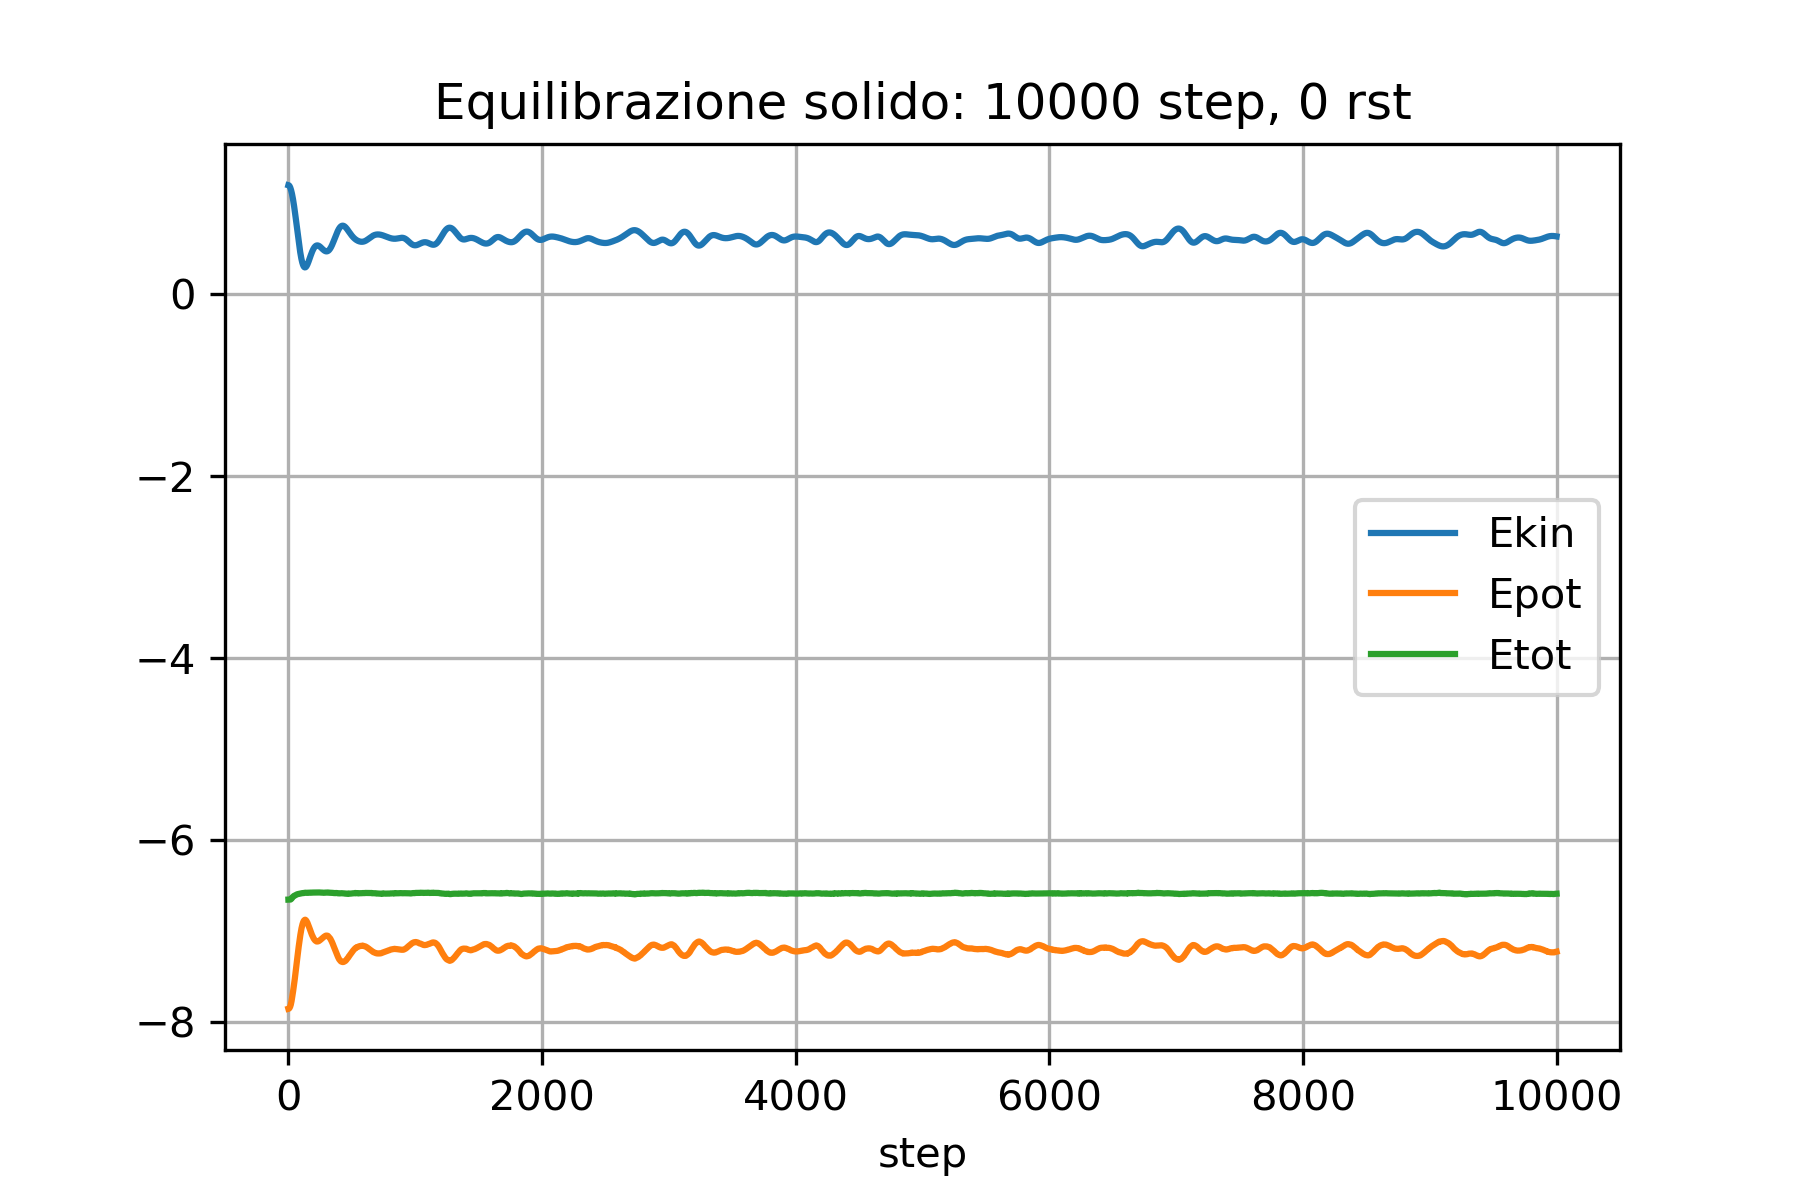 Equilibrazione solido: 10000 step, 0 rst
0
−2
−4
−6
−8
Ekin
Epot
Etot
0 2000 4000 6000 8000 10000
step